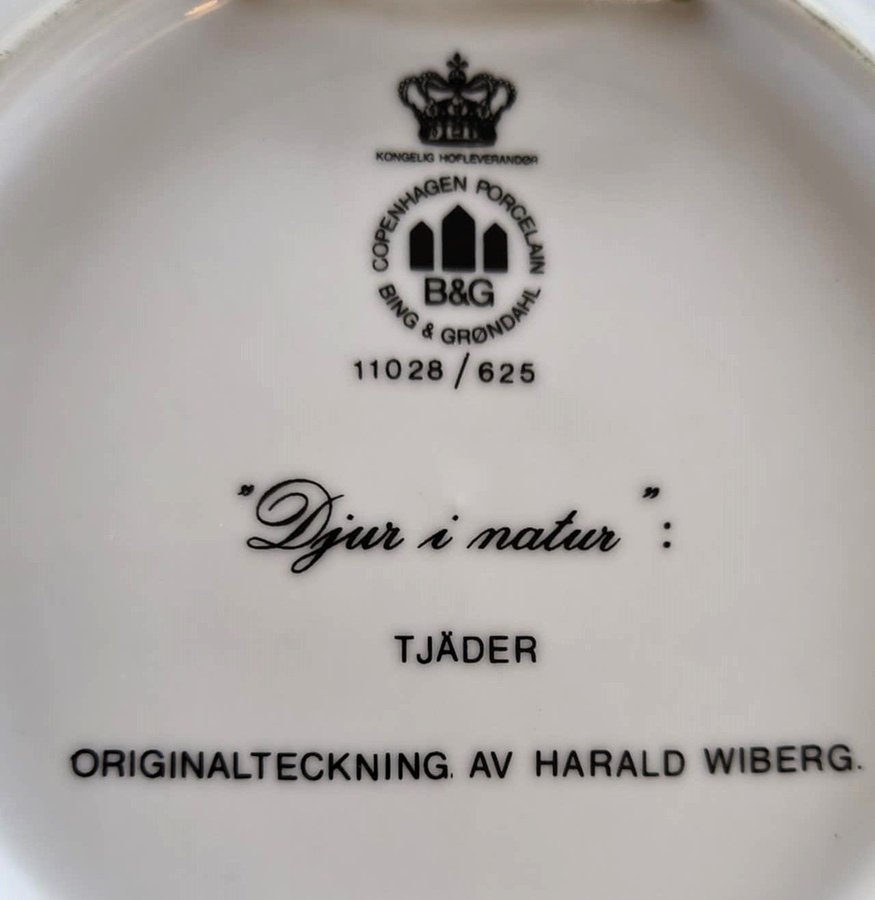 KONGELIG HOFLEVERANDØR
COPENHAGEN PORCELAIN
B&G
BING & GRØNDAHL
11028/625
"Djur i natur":
TJÄDER
ORIGINALTECKNING. AV HARALD WIBERG.